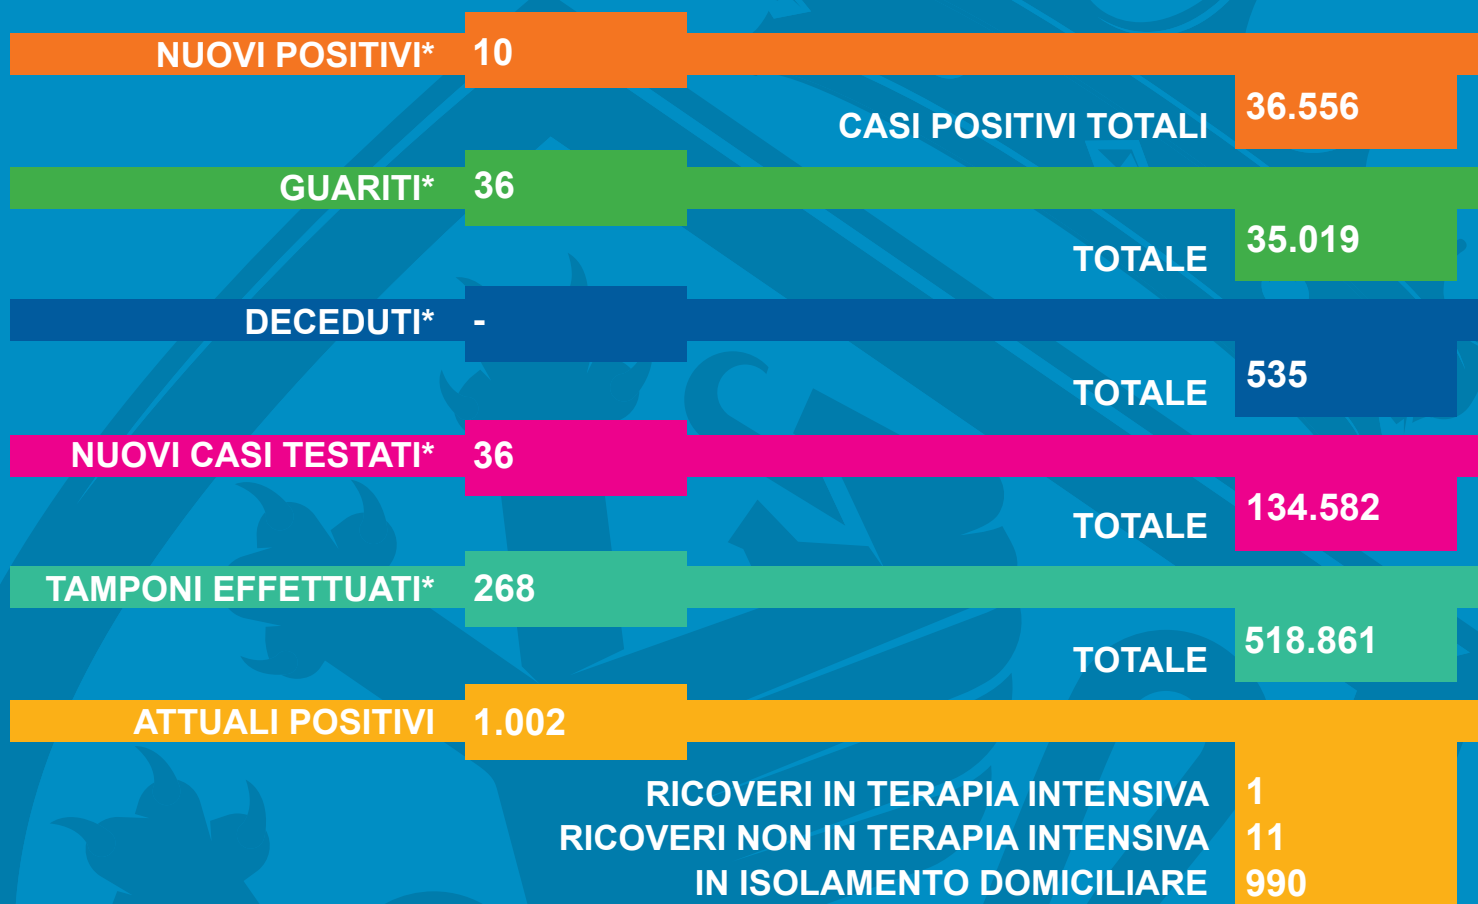 NUOVI POSITIVI* 10
CASI POSITIVI TOTALI 36.556
GUARITI* 36
TOTALE 35.019
DECEDUTI* -
TOTALE 535
NUOVI CASI TESTATI* 36
TOTALE 134.582
TAMPONI EFFETTUATI* 268
TOTALE 518.861
ATTUALI POSITIVI 1.002
RICOVERI IN TERAPIA INTENSIVA 1
RICOVERI NON IN TERAPIA INTENSIVA 11
IN ISOLAMENTO DOMICILIARE 990